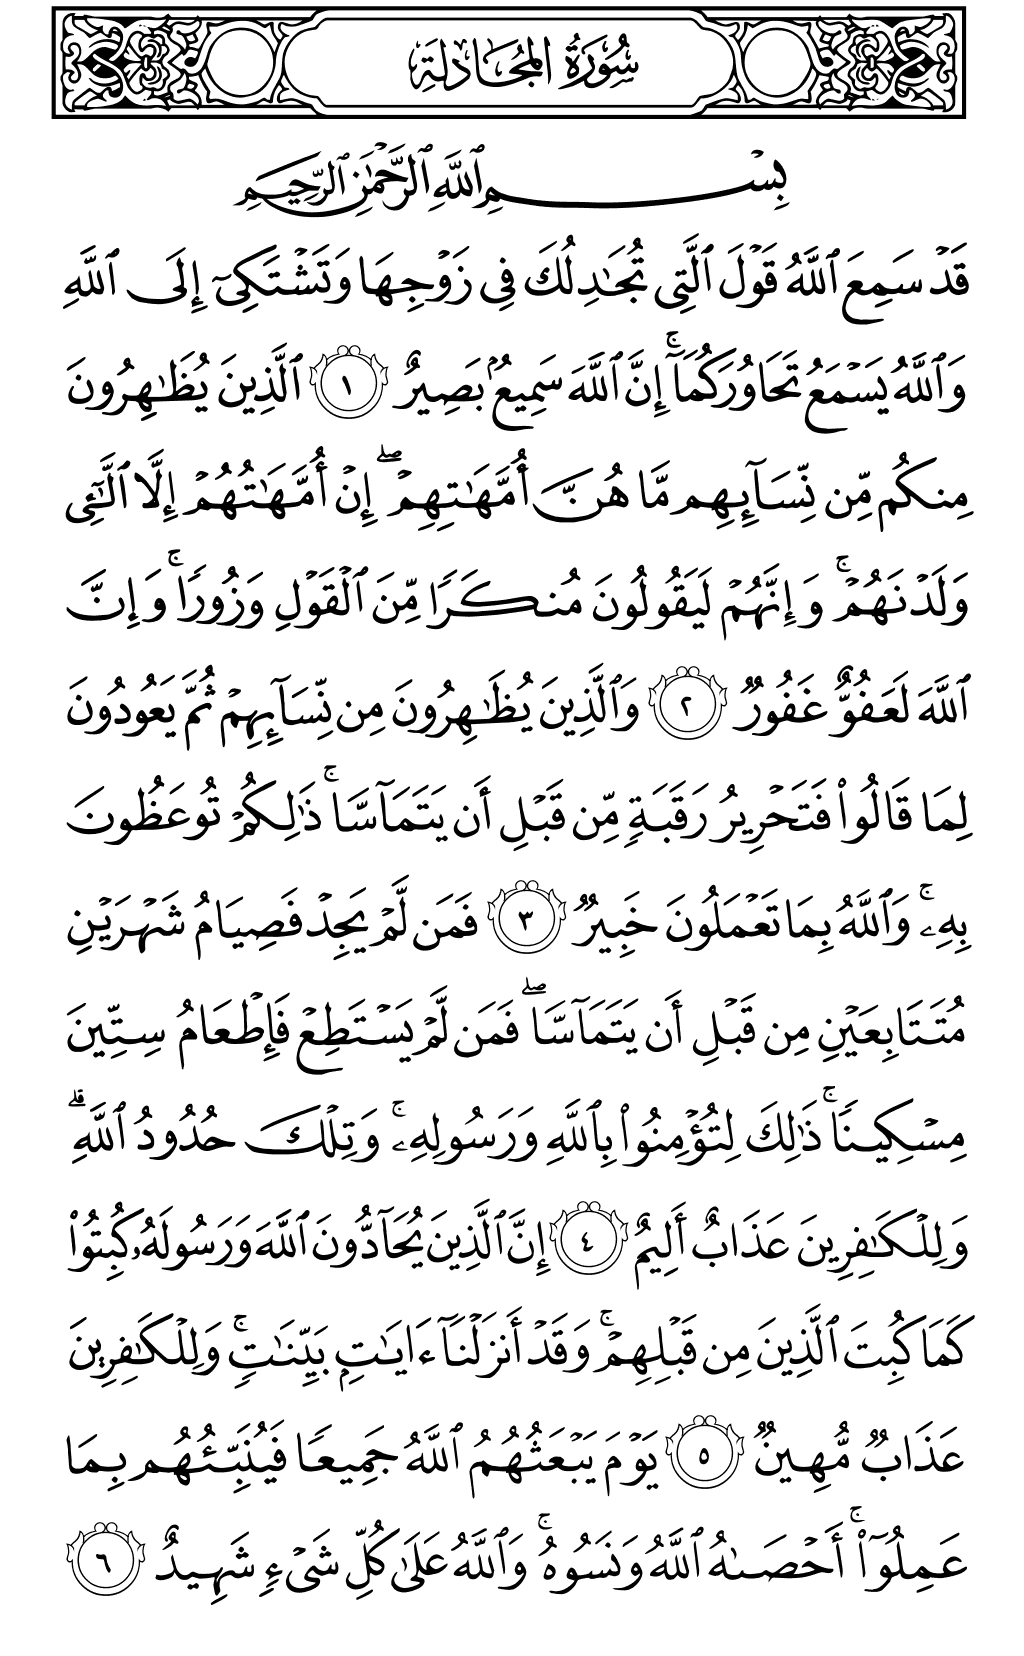 سُورَةُ المُجَادلَةِ
بِسْمِ ٱللَّهِ ٱلرَّحْمَٰنِ ٱلرَّحِيمِ
قَدْ سَمِعَ ٱللَّهُ قَوْلَ ٱلَّتِى تُجَٰدِلُكَ فِى زَوْجِهَا وَتَشْتَكِىٓ إِلَى ٱللَّهِ
وَٱللَّهُ يَسْمَعُ تَحَاوُرَكُمَآ ۚ إِنَّ ٱللَّهَ سَمِيعٌۢ بَصِيرٌ ١ ٱلَّذِينَ يُظَٰهِرُونَ
مِنكُم مِّن نِّسَآئِهِم مَّا هُنَّ أُمَّهَٰتِهِمْ ۖ إِنْ أُمَّهَٰتُهُمْ إِلَّا ٱلَّٰٓـِٔى
وَلَدْنَهُمْ ۚ وَإِنَّهُمْ لَيَقُولُونَ مُنكَرًا مِّنَ ٱلْقَوْلِ وَزُورًا ۚ وَإِنَّ
ٱللَّهَ لَعَفُوٌّ غَفُورٌ ٢ وَٱلَّذِينَ يُظَٰهِرُونَ مِن نِّسَآئِهِمْ ثُمَّ يَعُودُونَ
لِمَا قَالُوا۟ فَتَحْرِيرُ رَقَبَةٍ مِّن قَبْلِ أَن يَتَمَآسَّا ۚ ذَٰلِكُمْ تُوعَظُونَ
بِهِۦ ۚ وَٱللَّهُ بِمَا تَعْمَلُونَ خَبِيرٌ ٣ فَمَن لَّمْ يَجِدْ فَصِيَامُ شَهْرَيْنِ
مُتَتَابِعَيْنِ مِن قَبْلِ أَن يَتَمَآسَّا ۖ فَمَن لَّمْ يَسْتَطِعْ فَإِطْعَامُ سِتِّينَ
مِسْكِينًا ۚ ذَٰلِكَ لِتُؤْمِنُوا۟ بِٱللَّهِ وَرَسُولِهِۦ ۚ وَتِلْكَ حُدُودُ ٱللَّهِ ۗ
وَلِلْكَٰفِرِينَ عَذَابٌ أَلِيمٌ ٤ إِنَّ ٱلَّذِينَ يُحَآدُّونَ ٱللَّهَ وَرَسُولَهُۥ كُبِتُوا۟
كَمَا كُبِتَ ٱلَّذِينَ مِن قَبْلِهِمْ ۚ وَقَدْ أَنزَلْنَآ ءَايَٰتٍۭ بَيِّنَٰتٍ ۚ وَلِلْكَٰفِرِينَ
عَذَابٌ مُّهِينٌ ٥ يَوْمَ يَبْعَثُهُمُ ٱللَّهُ جَمِيعًا فَيُنَبِّئُهُم بِمَا
عَمِلُوٓا۟ ۚ أَحْصَىٰهُ ٱللَّهُ وَنَسُوهُ ۚ وَٱللَّهُ عَلَىٰ كُلِّ شَىْءٍ شَهِيدٌ ٦